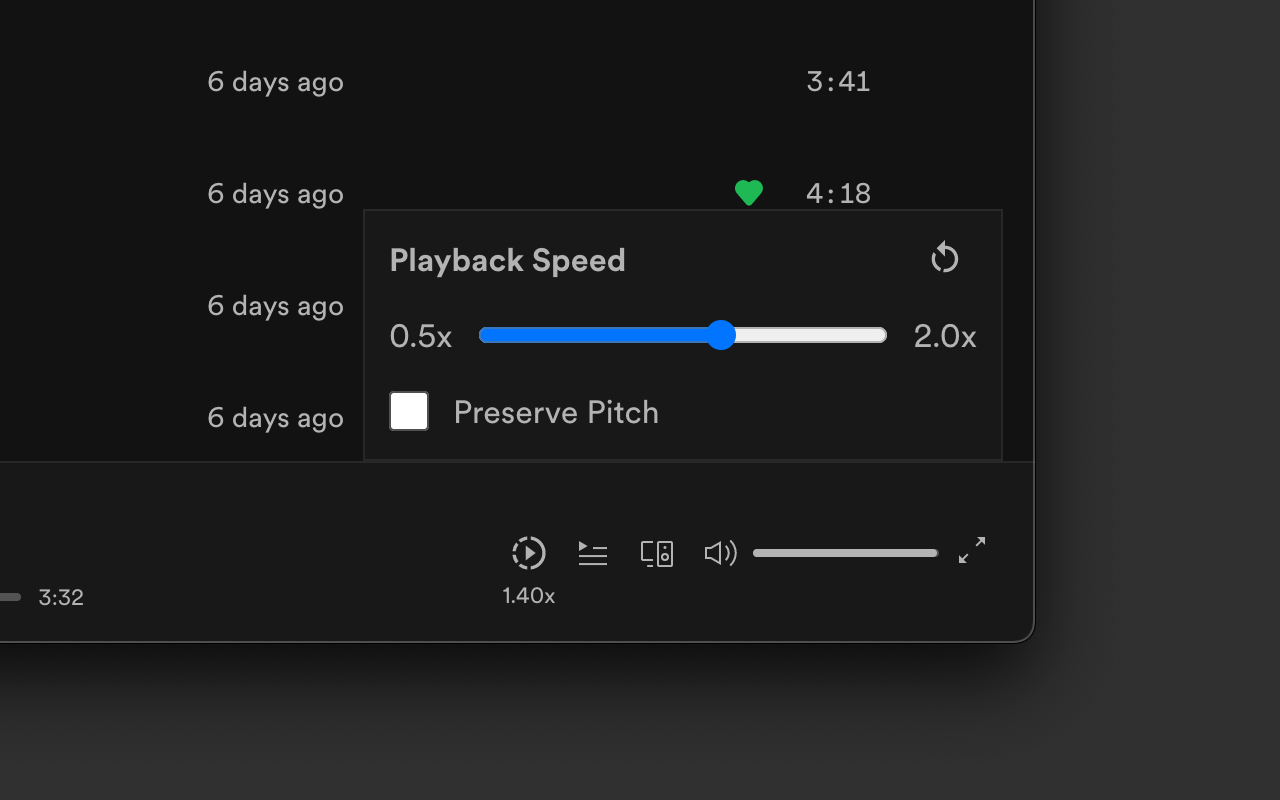 6 days ago 3:41
6 days ago 4:18
Playback Speed
6 days ago
0.5x 2.0x
Preserve Pitch
6 days ago
1.40x
3:32